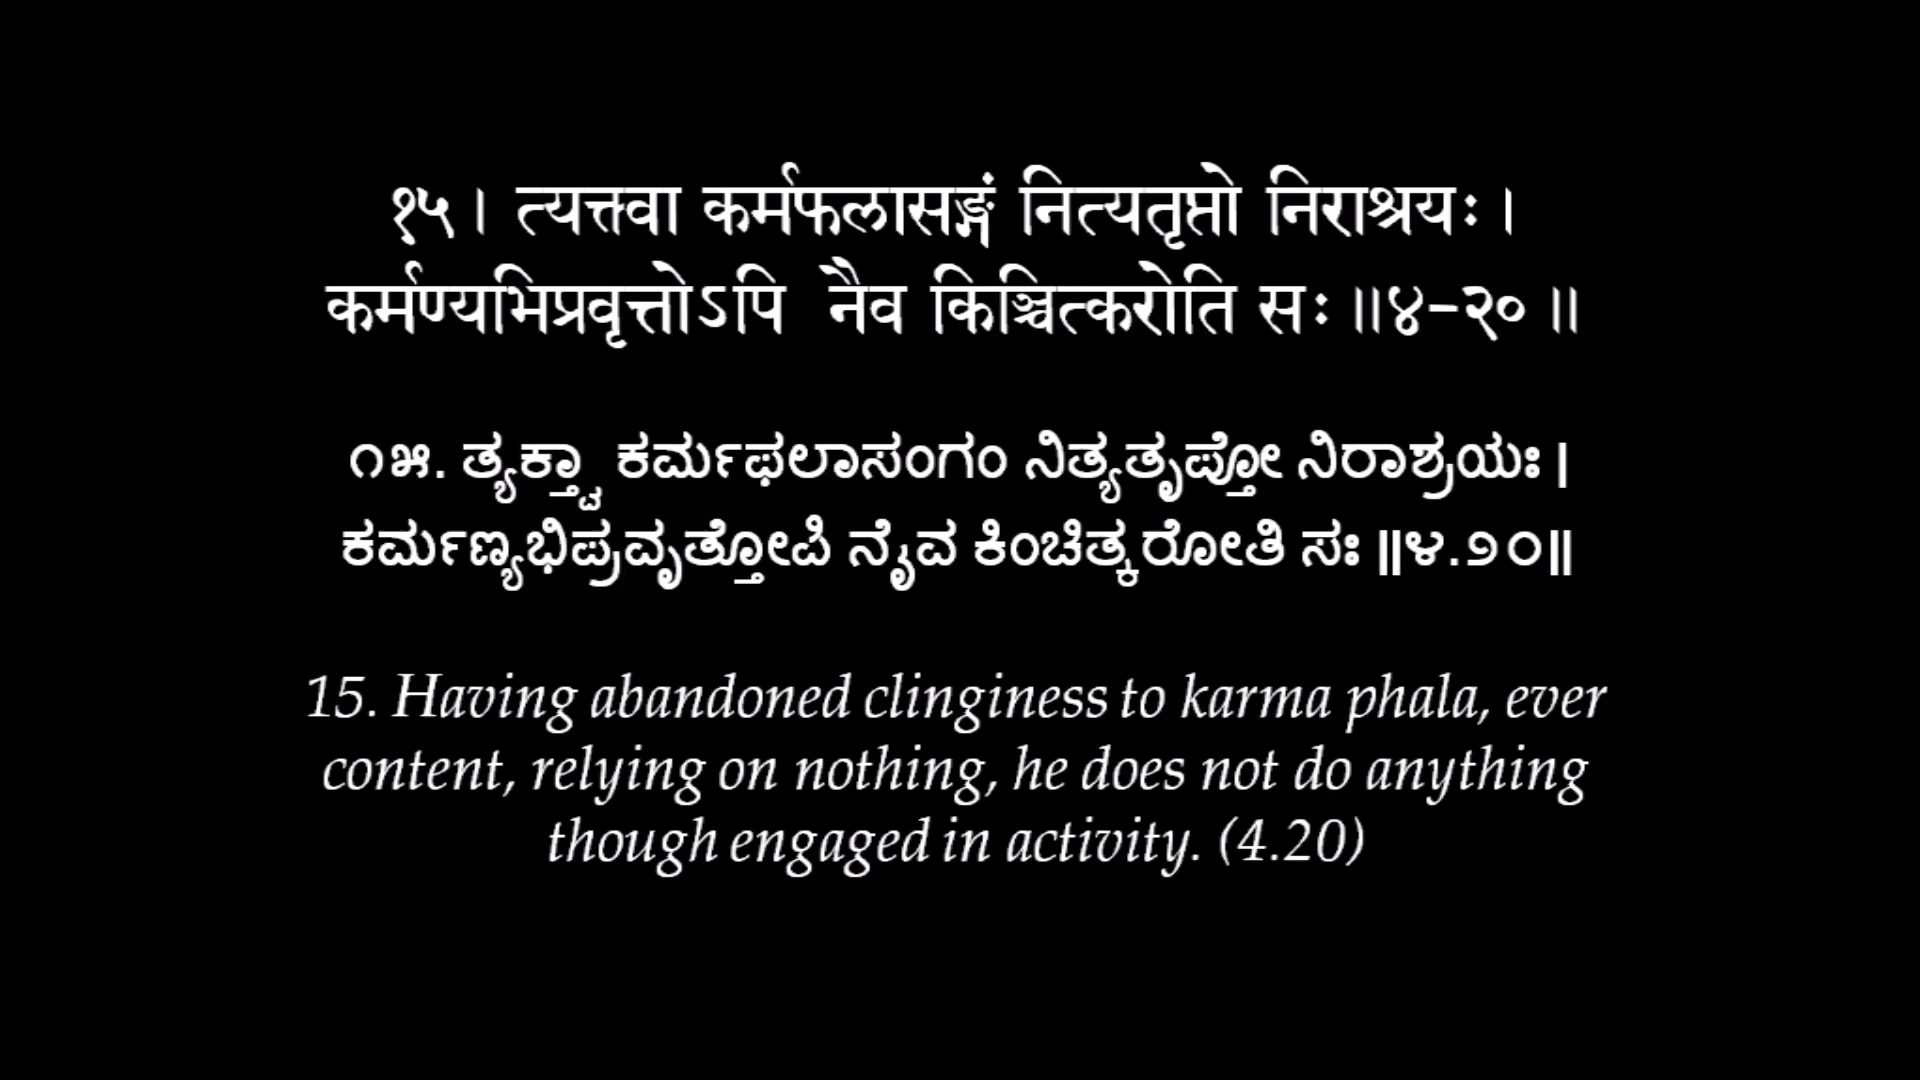 १५। त्यक्त्वा कर्मफलासङ्गं नित्यतृप्तो निराश्रयः।
कर्मण्यभिप्रवृत्तोऽपि नैव किञ्चित्करोति सः॥४-२०॥
೧೫. ತ್ಯಕ್ತ್ವಾ ಕರ್ಮಫಲಾಸಂಗಂ ನಿತ್ಯತೃಪ್ತೋ ನಿರಾಶ್ರಯಃ |
ಕರ್ಮಣ್ಯಭಿಪ್ರವೃತ್ತೋಪಿ ನೈವ ಕಿಂಚಿತ್ಕರೋತಿ ಸಃ ||೪.೨೦||
15. Having abandoned clinginess to karma phala, ever
content, relying on nothing, he does not do anything
though engaged in activity. (4.20)